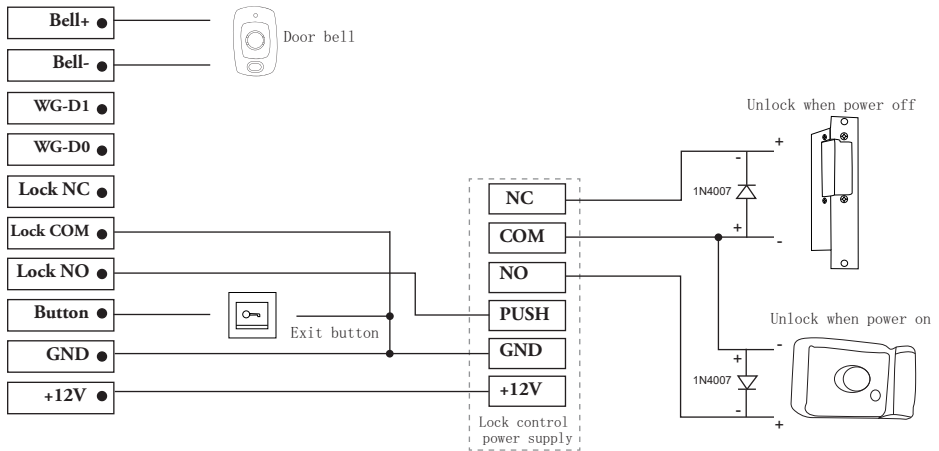 Bell+
Bell-
WG-D1
WG-D0
Lock NC
Lock COM
Lock NO
Button
GND
+12V
Door bell
Exit button
NC
COM
NO
PUSH
GND
+12V
Lock control
power supply
Unlock when power off
+
-
1N4007
+
-
Unlock when power on
-
+
1N4007
-
+